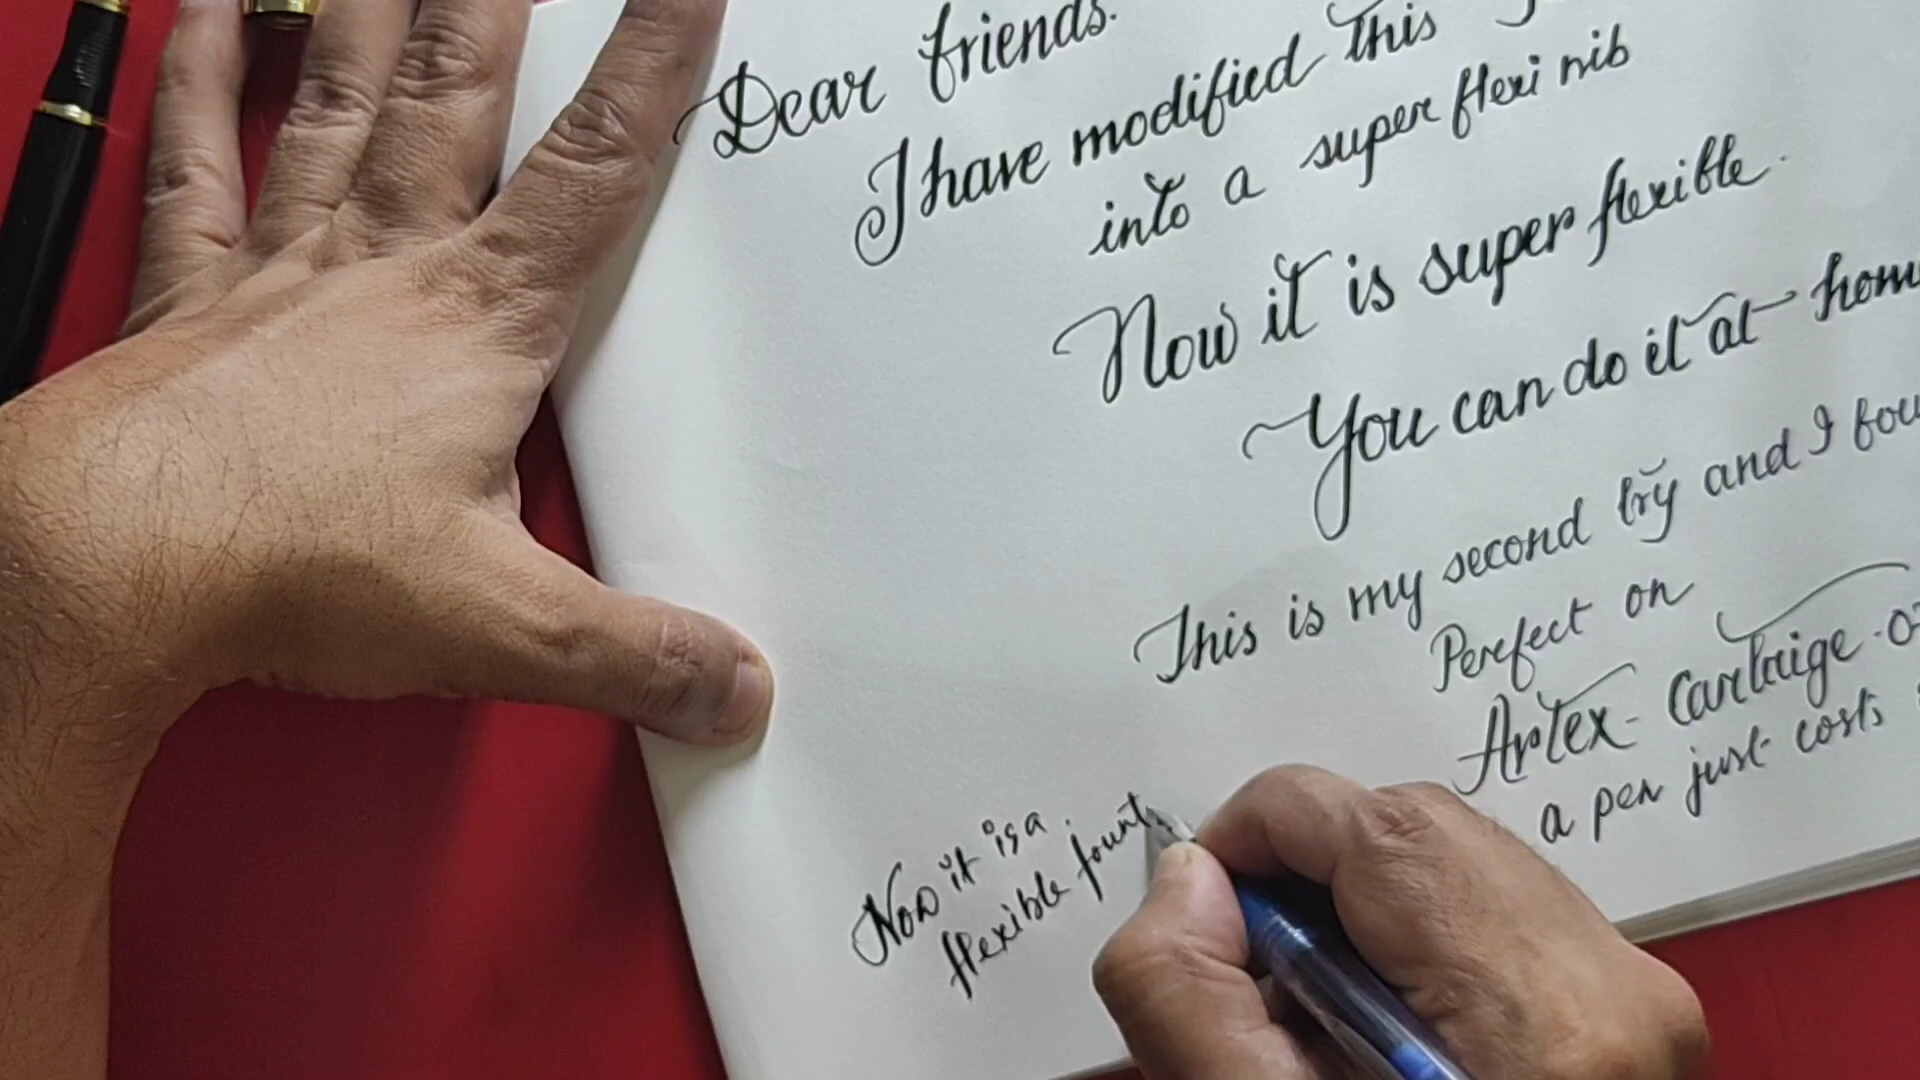 Dear friends.
I have modified this
into a super flexi nib
Now it is super flexible.
You can do it at
This is my second try and I
Perfect on
Artex - Cartrige
a pen just costs
Now it is a
flexible